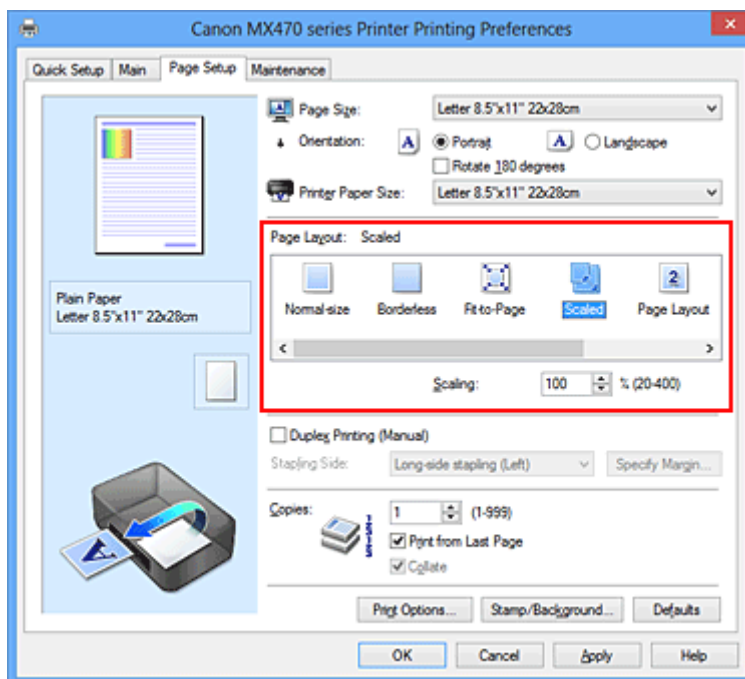 Canon MX470 series Printer Printing Preferences
Quick Setup Main Page Setup Maintenance
Page Size: Letter 8.5"x11" 22x28cm
Orientation: A Portrait A Landscape
Rotate 180 degrees
Printer Paper Size: Letter 8.5"x11" 22x28cm
Page Layout: Scaled
Normal-size Borderless Fit-to-Page Scaled 2 Page Layout
Scaling: 100 % (20-400)
Plain Paper
Letter 8.5"x11" 22x28cm
Duplex Printing (Manual)
Stapling Side: Long-side stapling (Left) Specify Margin...
Copies: 1 (1-999)
Print from Last Page
Collate
A
Print Options... Stamp/Background... Defaults
OK Cancel Apply Help